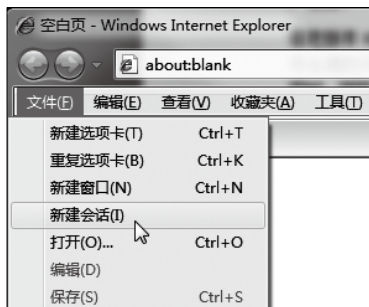 空白页 - Windows Internet Explorer
about:blank
文件(F) 编辑(E) 查看(V) 收藏夹(A) 工具(T)
新建选项卡(T) Ctrl+T
重复选项卡(B) Ctrl+K
新建窗口(N) Ctrl+N
新建会话(I)
打开(O)... Ctrl+O
编辑(D)
保存(S) Ctrl+S